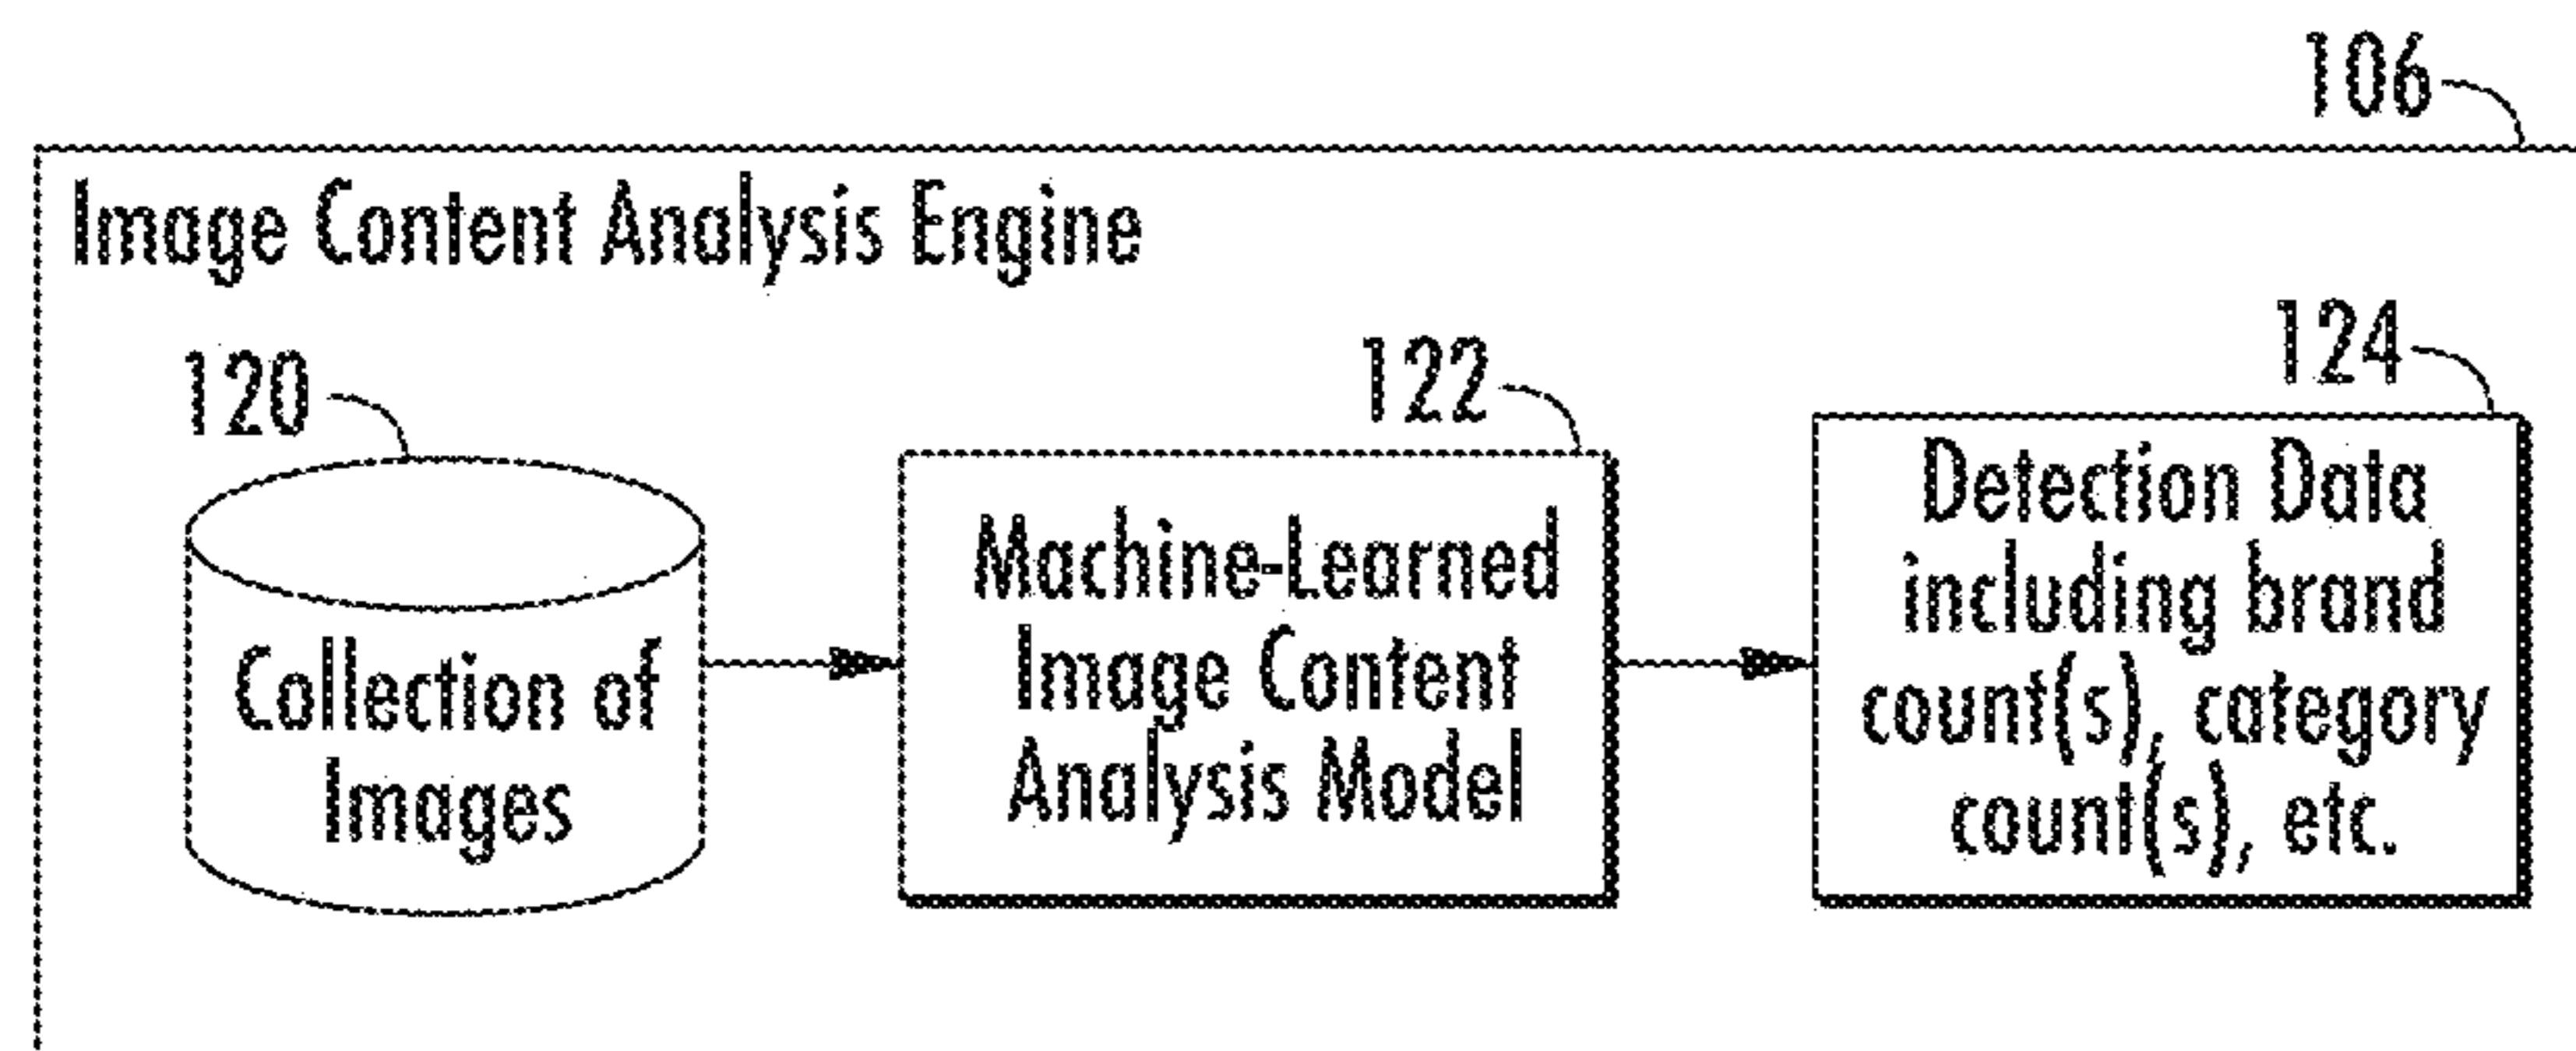 106
Image Content Analysis Engine
120
122
124
Collection of
Images
Machine-Learned
Image Content
Analysis Model
Detection Data
including brand
count(s), category
count(s), etc.